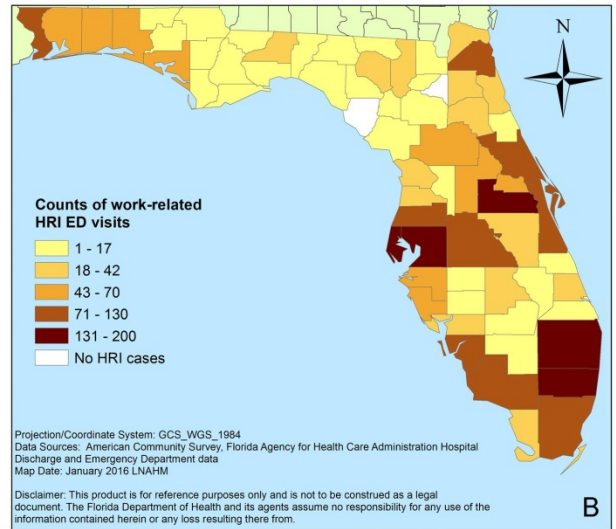 N
Counts of work-related
HRI ED visits
1 - 17
18 - 42
43 - 70
71 - 130
131 - 200
No HRI cases
Projection/Coordinate System: GCS_WGS_1984
Data Sources: American Community Survey, Florida Agency for Health Care Administration Hospital
Discharge and Emergency Department data
Map Date: January 2016 LNAHM
Disclaimer: This product is for reference purposes only and is not to be construed as a legal
document. The Florida Department of Health and its agents assume no responsibility for any use of the
information contained herein or any loss resulting there from.
B